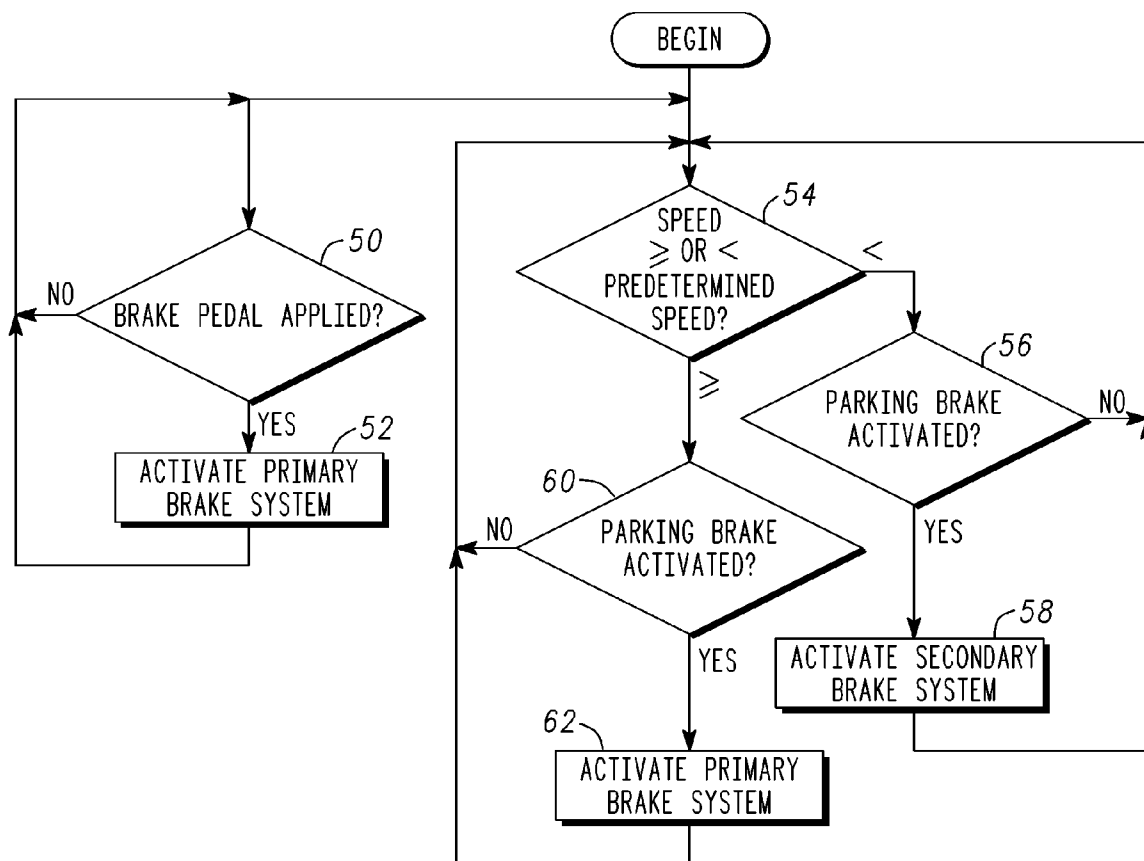 BEGIN
54
SPEED
≥ OR <
PREDETERMINED
SPEED?
<
≥
50
BRAKE PEDAL APPLIED?
NO
YES
52
ACTIVATE PRIMARY
BRAKE SYSTEM
56
PARKING BRAKE
ACTIVATED?
NO
YES
58
ACTIVATE SECONDARY
BRAKE SYSTEM
60
PARKING BRAKE
ACTIVATED?
NO
YES
62
ACTIVATE PRIMARY
BRAKE SYSTEM